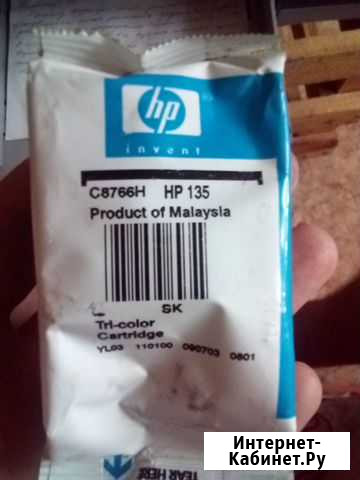 hp
invent
C8766H HP 135
Product of Malaysia
SK
Tri-color
Cartridge
YL03 110100 090703 0801
TEAR HERE
Интернет-
Кабинет.Ру